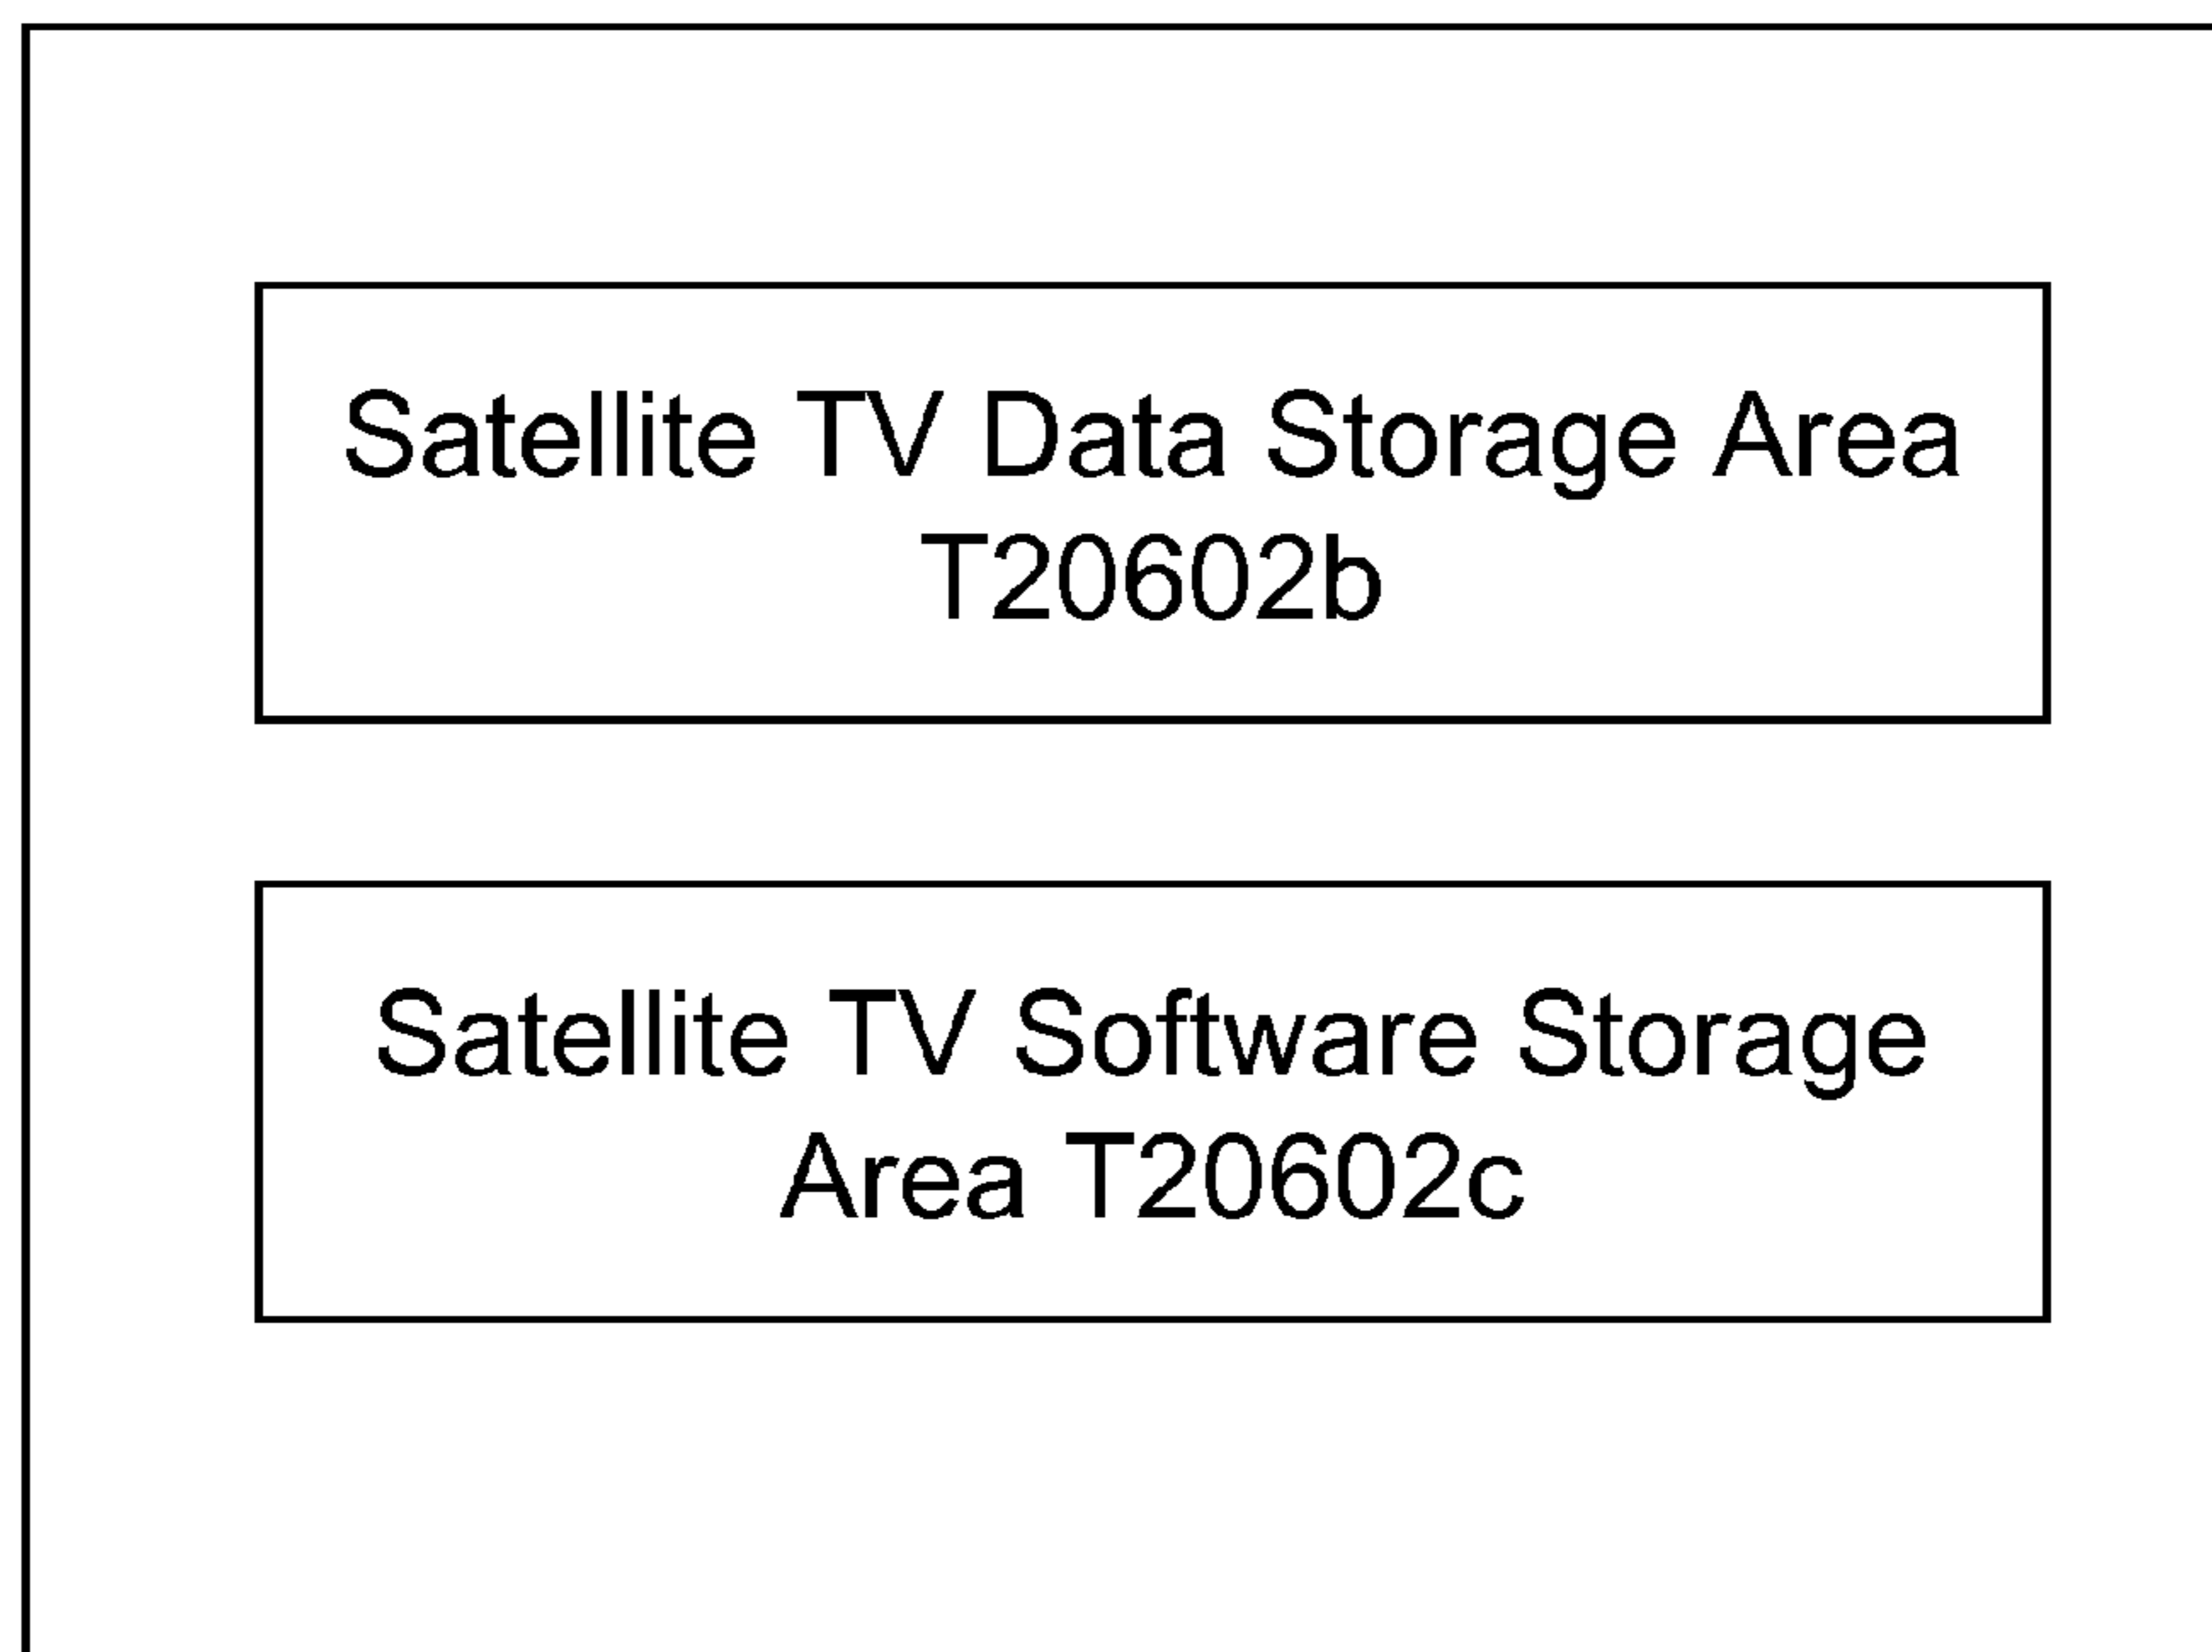 Satellite TV Data Storage Area
T20602b
Satellite TV Software Storage
Area T20602c